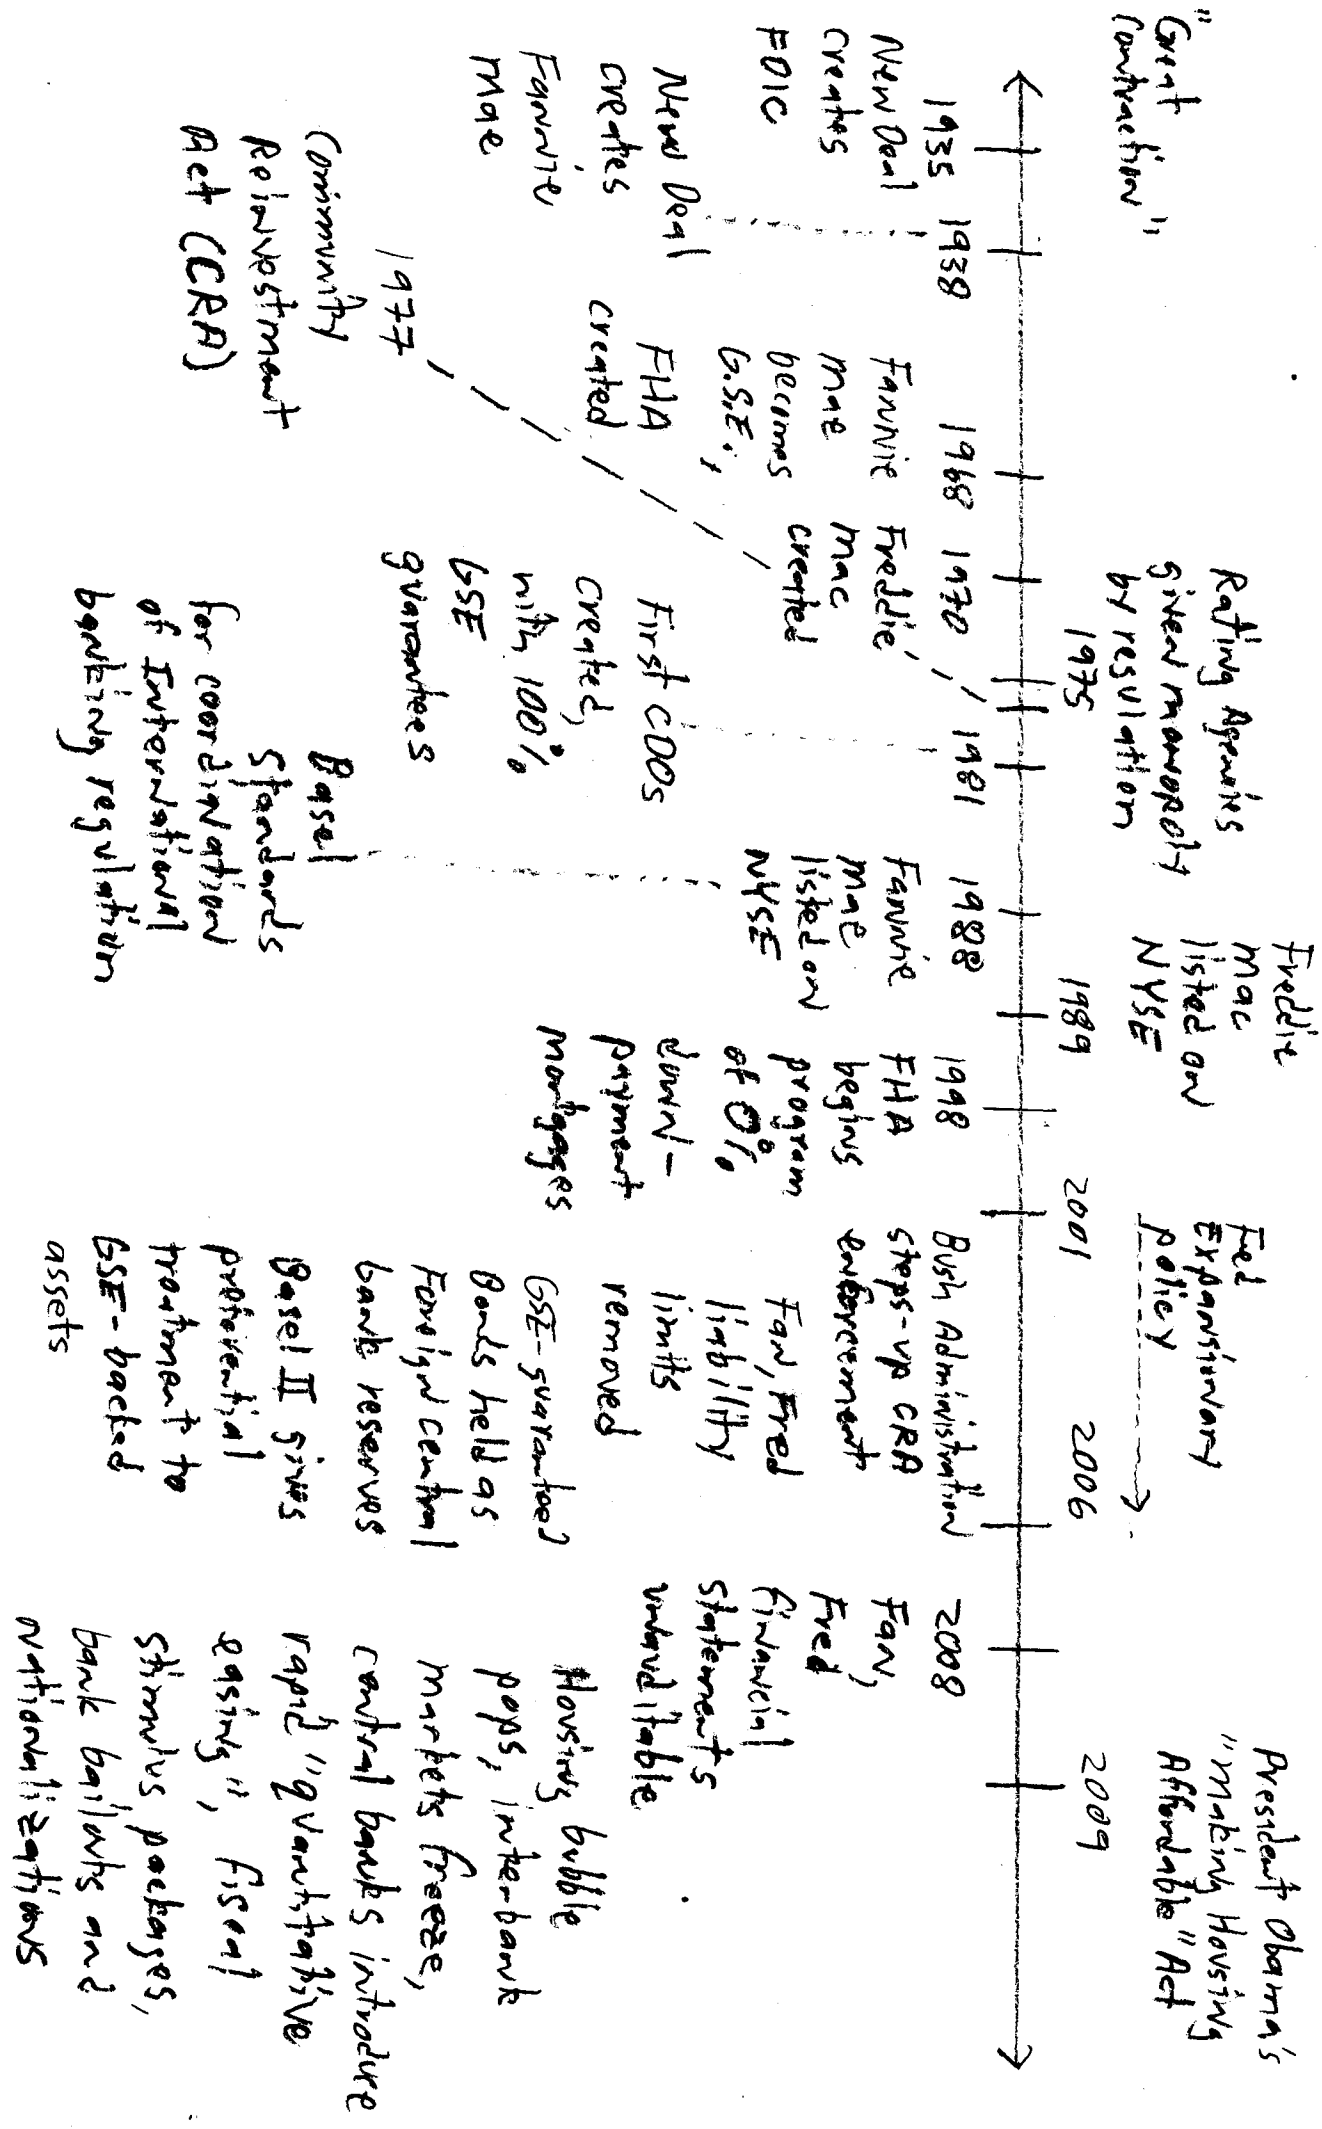 "Great
Contraction"
1935
New Deal
creates
FDIC
1938
New Deal
creates
Fannie
Mae
1968
Fannie
Mae
becomes
G.S.E.,
FHA
created
1970
Freddie
Mac
created
Rating Agencies
given monopoly
by regulation
1975
1977
Community
Reinvestment
Act (CRA)
1981
First CDOs
created,
with 100%
GSE
guarantees
1988
Fannie
Mae
listed on
NYSE
Basel
Standards
for coordination
of International
banking regulation
Freddie
Mac
listed on
NYSE
1989
1998
FHA
begins
program
of 0%
down-
payment
mortgages
Fed
Expansionary
policy
2001
2006
Bush Administration
steps-up CRA
enforcement
Fan, Fred
liability
limits
removed
GSE-guaranteed
Bonds held as
Foreign central
bank reserves
Basel II gives
preferential
treatment to
GSE-backed
assets
2008
Fan,
Fred
financial
statements
unauditable
Housing bubble
pops, inter-bank
markets freeze,
central banks introduce
rapid "quantitative
easing", fiscal
stimulus packages,
bank bailouts and
nationalizations
President Obama's
"Making Housing
Affordable" Act
2009